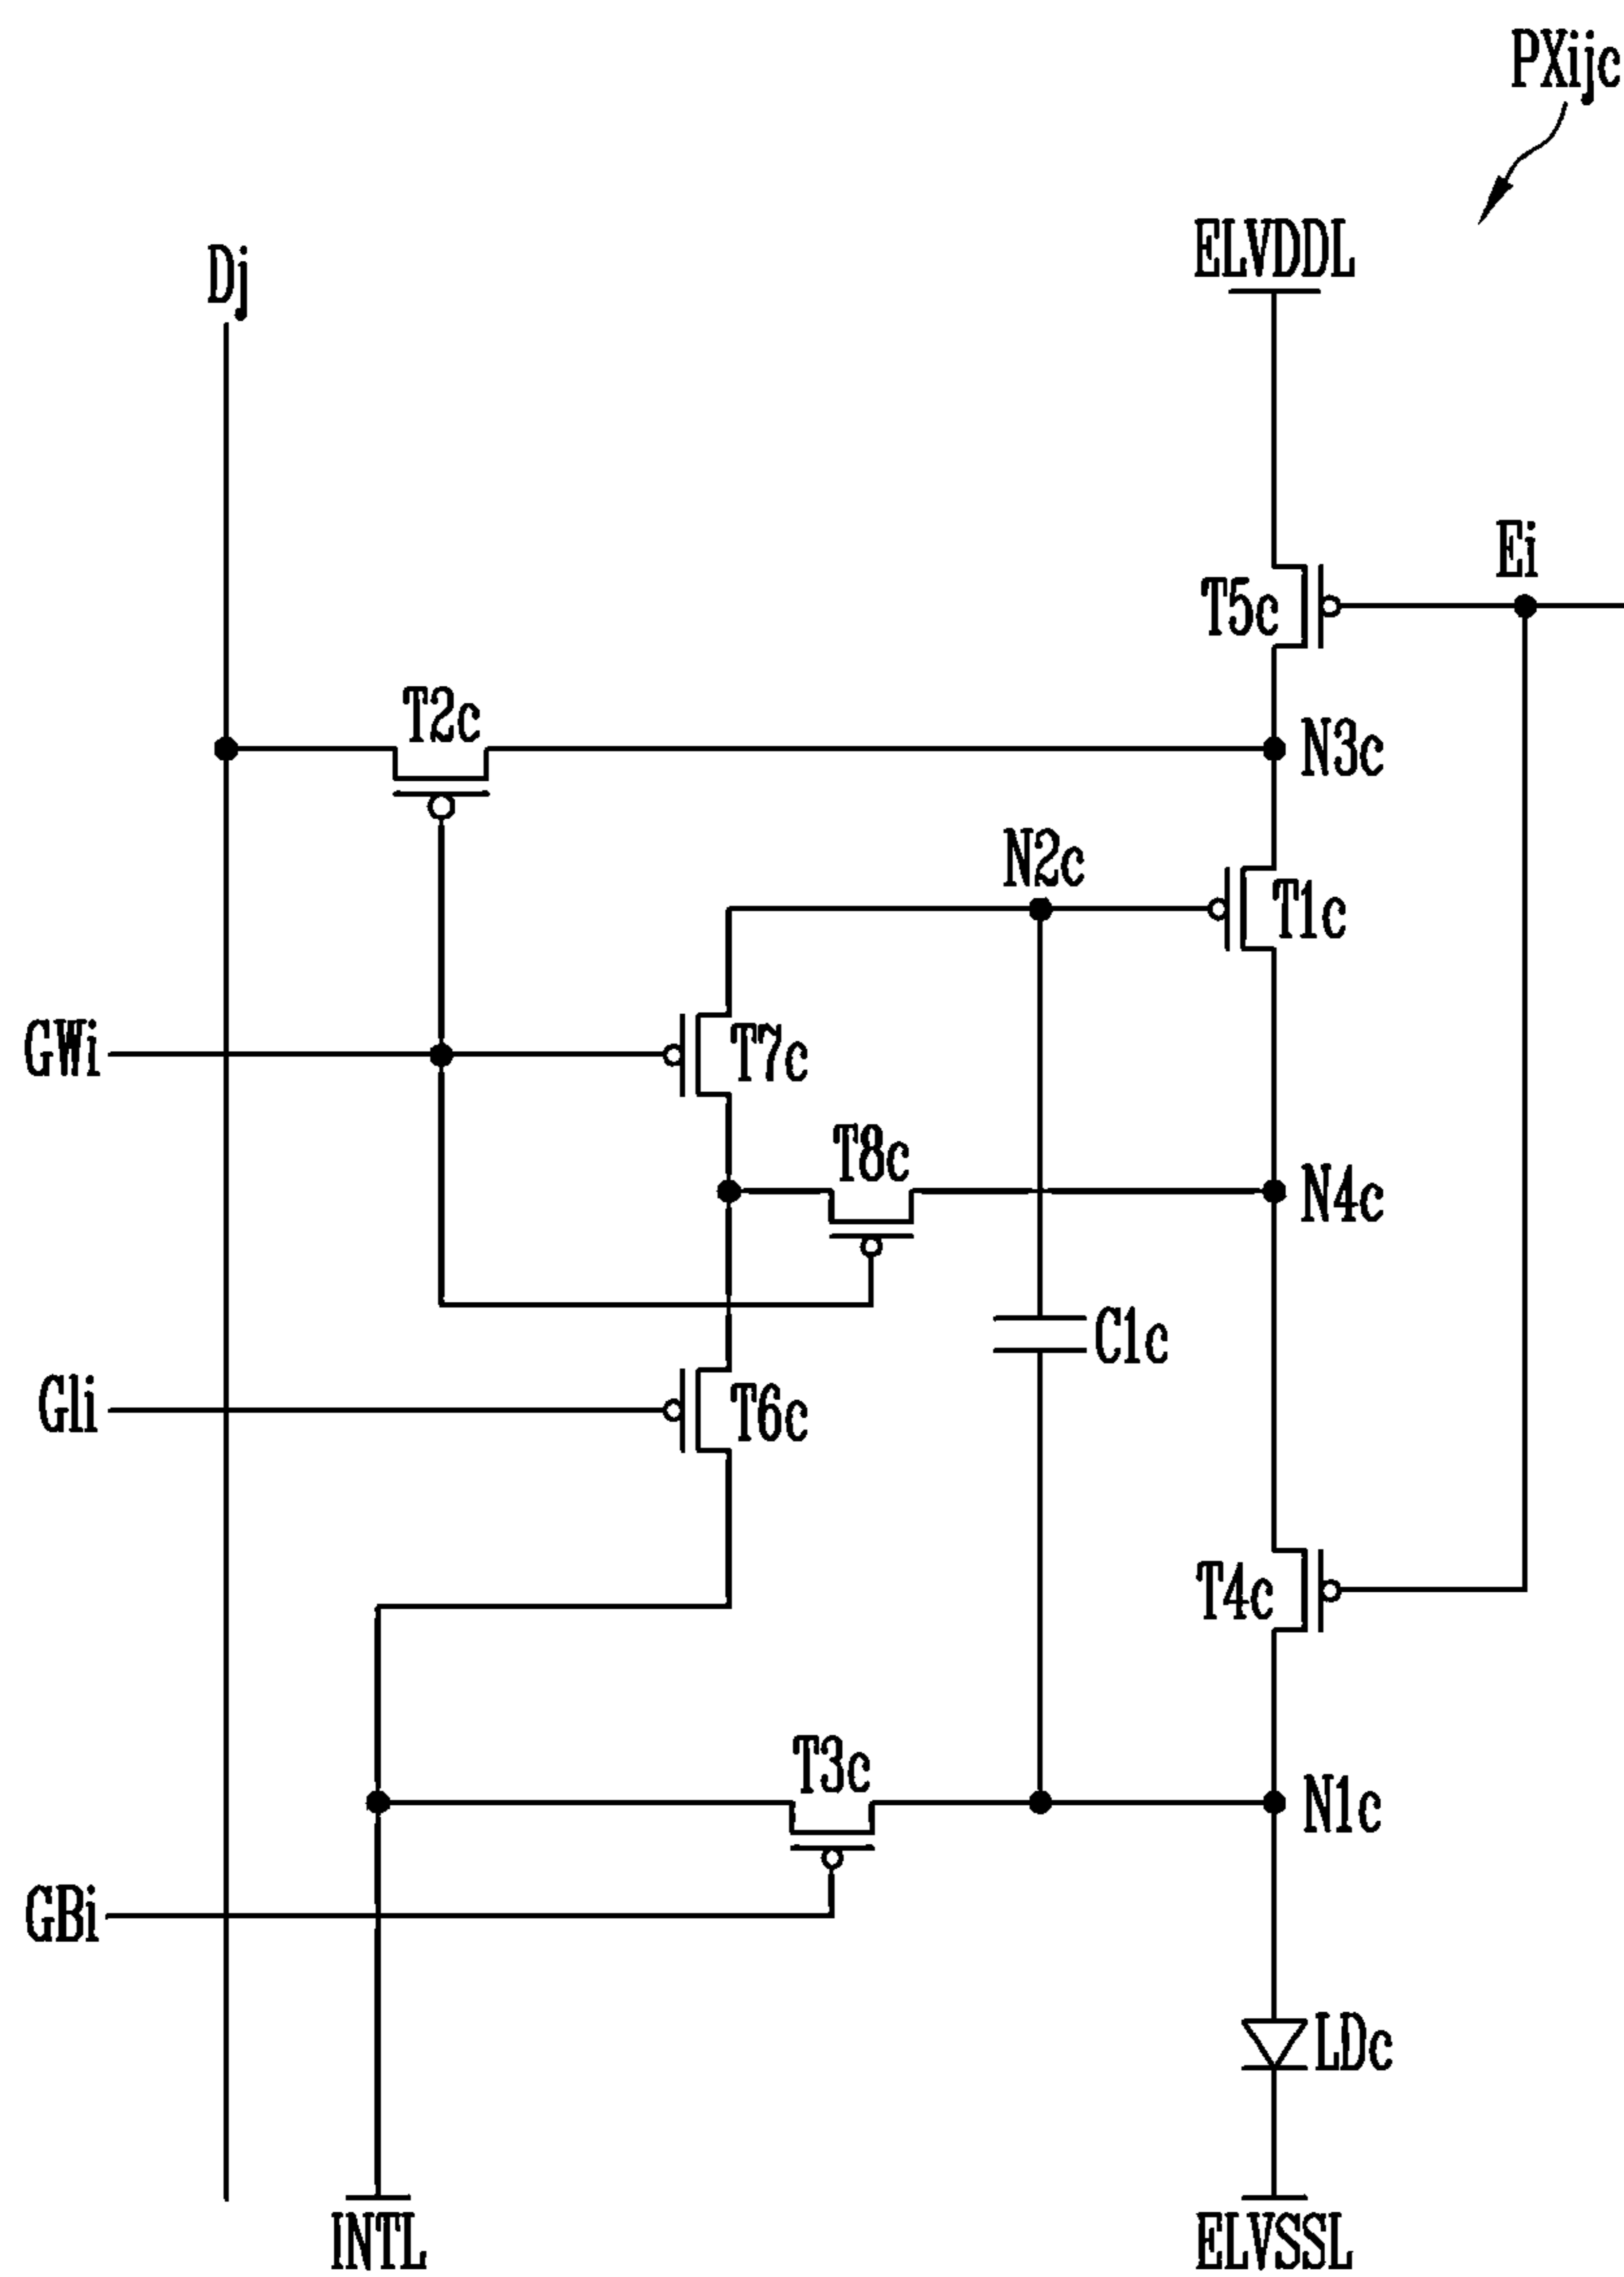 PXijc
ELVDDL
Dj
Ei
T5c
T2c
N3c
N2c
T1c
GWi
T7c
T8c
N4c
C1c
Gli
T6c
T4c
T3c
N1c
GBi
LDc
INTL
ELVSSL